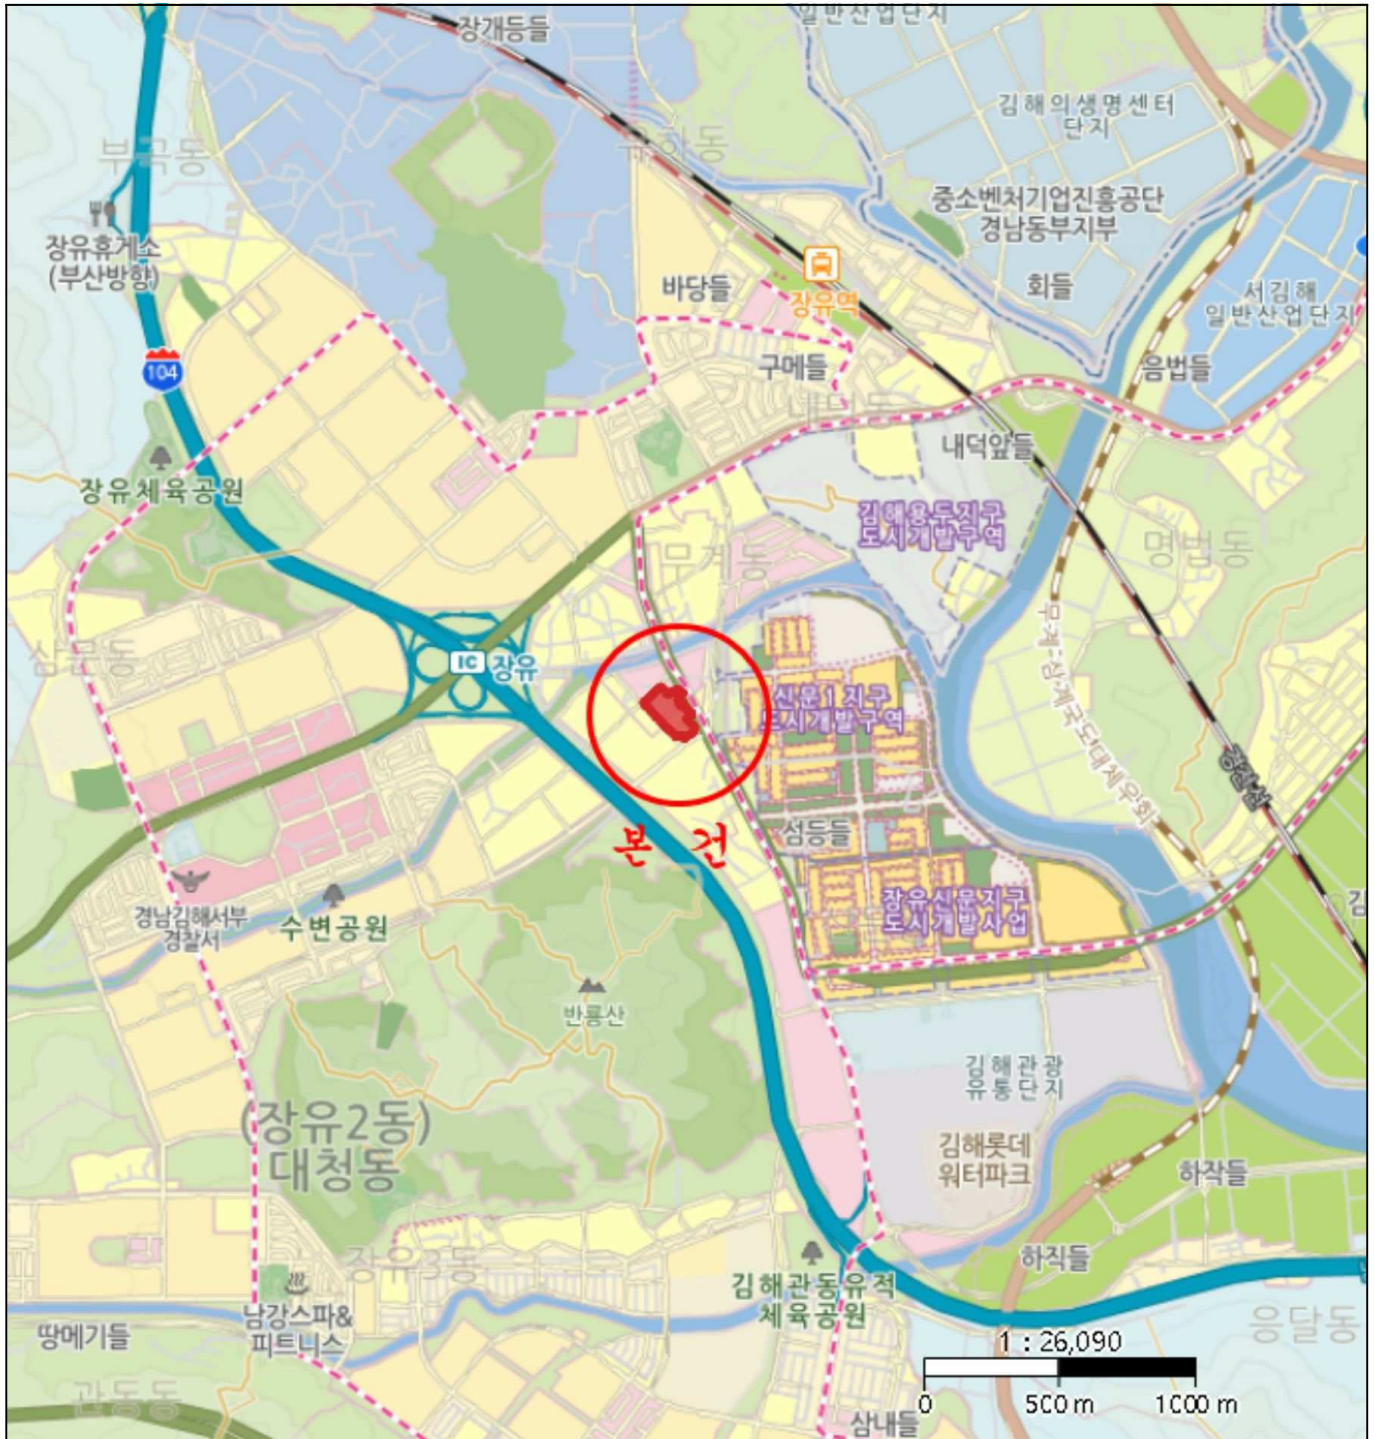 일반산업단지
장개등들
김해의생명센터
단지
유하동
부곡동
중소벤처기업진흥공단
경남동부지부
장유휴게소
(부산방향)
바당들
회들
장유역
서김해
일반산업단지
구메들
음법들
104
내덕동
내덕앞들
장유체육공원
김해용두지구
도시개발구역
무계동
명법동
삼문동
IC 장유
무계-삼계국도대체우회
신문1지구
도시개발구역
경전선
본 건
섬등들
장유신문지구
도시개발사업
경남김해서부
경찰서
수변공원
김
반룡산
김해관광
유통단지
(장유2동)
대청동
김해롯데
워터파크
하작들
장유3동
하직들
김해관동유적
체육공원
남강스파&
피트니스
땅메기들
응달동
1 : 26,090
관동동
0 500 m 1000 m
삼내들